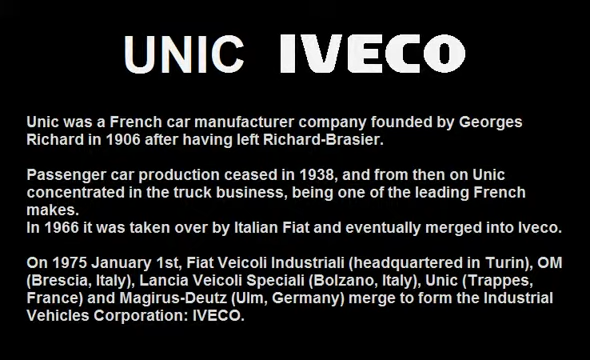 UNIC IVECO
Unic was a French car manufacturer company founded by Georges
Richard in 1906 after having left Richard-Brasier.
Passenger car production ceased in 1938, and from then on Unic
concentrated in the truck business, being one of the leading French
makes.
In 1966 it was taken over by Italian Fiat and eventually merged into Iveco.
On 1975 January 1st, Fiat Veicoli Industriali (headquartered in Turin), OM
(Brescia, Italy), Lancia Veicoli Speciali (Bolzano, Italy), Unic (Trappes,
France) and Magirus-Deutz (Ulm, Germany) merge to form the Industrial
Vehicles Corporation: IVECO.